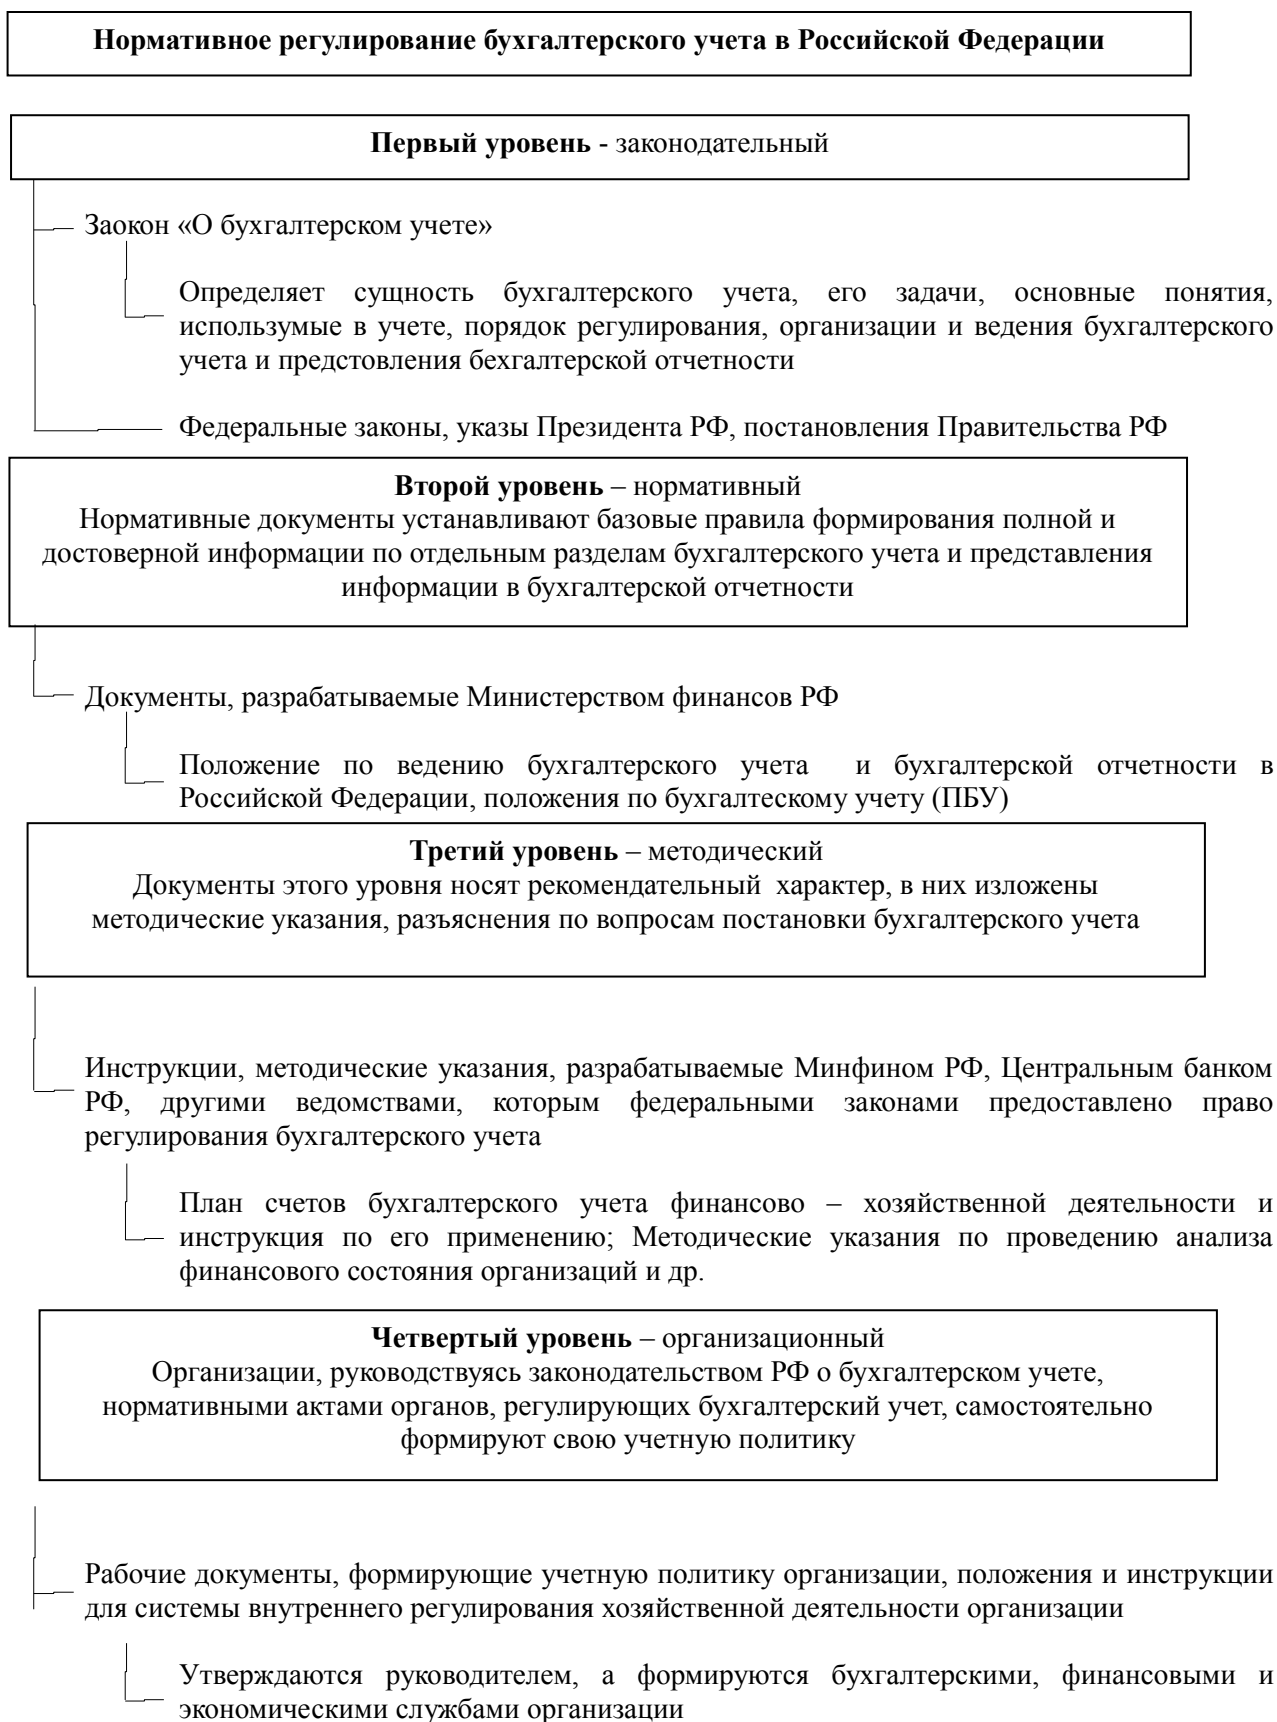 Нормативное регулирование бухгалтерского учета в Российской Федерации
Первый уровень - законодательный
Заокон «О бухгалтерском учете»
Определяет сущность бухгалтерского учета, его задачи, основные понятия,
использумые в учете, порядок регулирования, организации и ведения бухгалтерского
учета и предстовления бехгалтерской отчетности
Федеральные законы, указы Президента РФ, постановления Правительства РФ
Второй уровень – нормативный
Нормативные документы устанавливают базовые правила формирования полной и
достоверной информации по отдельным разделам бухгалтерского учета и представления
информации в бухгалтерской отчетности
Документы, разрабатываемые Министерством финансов РФ
Положение по ведению бухгалтерского учета и бухгалтерской отчетности в
Российской Федерации, положения по бухгалтескому учету (ПБУ)
Третий уровень – методический
Документы этого уровня носят рекомендательный характер, в них изложены
методические указания, разъяснения по вопросам постановки бухгалтерского учета
Инструкции, методические указания, разрабатываемые Минфином РФ, Центральным банком
РФ, другими ведомствами, которым федеральными законами предоставлено право
регулирования бухгалтерского учета
План счетов бухгалтерского учета финансово – хозяйственной деятельности и
инструкция по его применению; Методические указания по проведению анализа
финансового состояния организаций и др.
Четвертый уровень – организационный
Организации, руководствуясь законодательством РФ о бухгалтерском учете,
нормативными актами органов, регулирующих бухгалтерский учет, самостоятельно
формируют свою учетную политику
Рабочие документы, формирующие учетную политику организации, положения и инструкции
для системы внутреннего регулирования хозяйственной деятельности организации
Утверждаются руководителем, а формируются бухгалтерскими, финансовыми и
экономическими службами организации